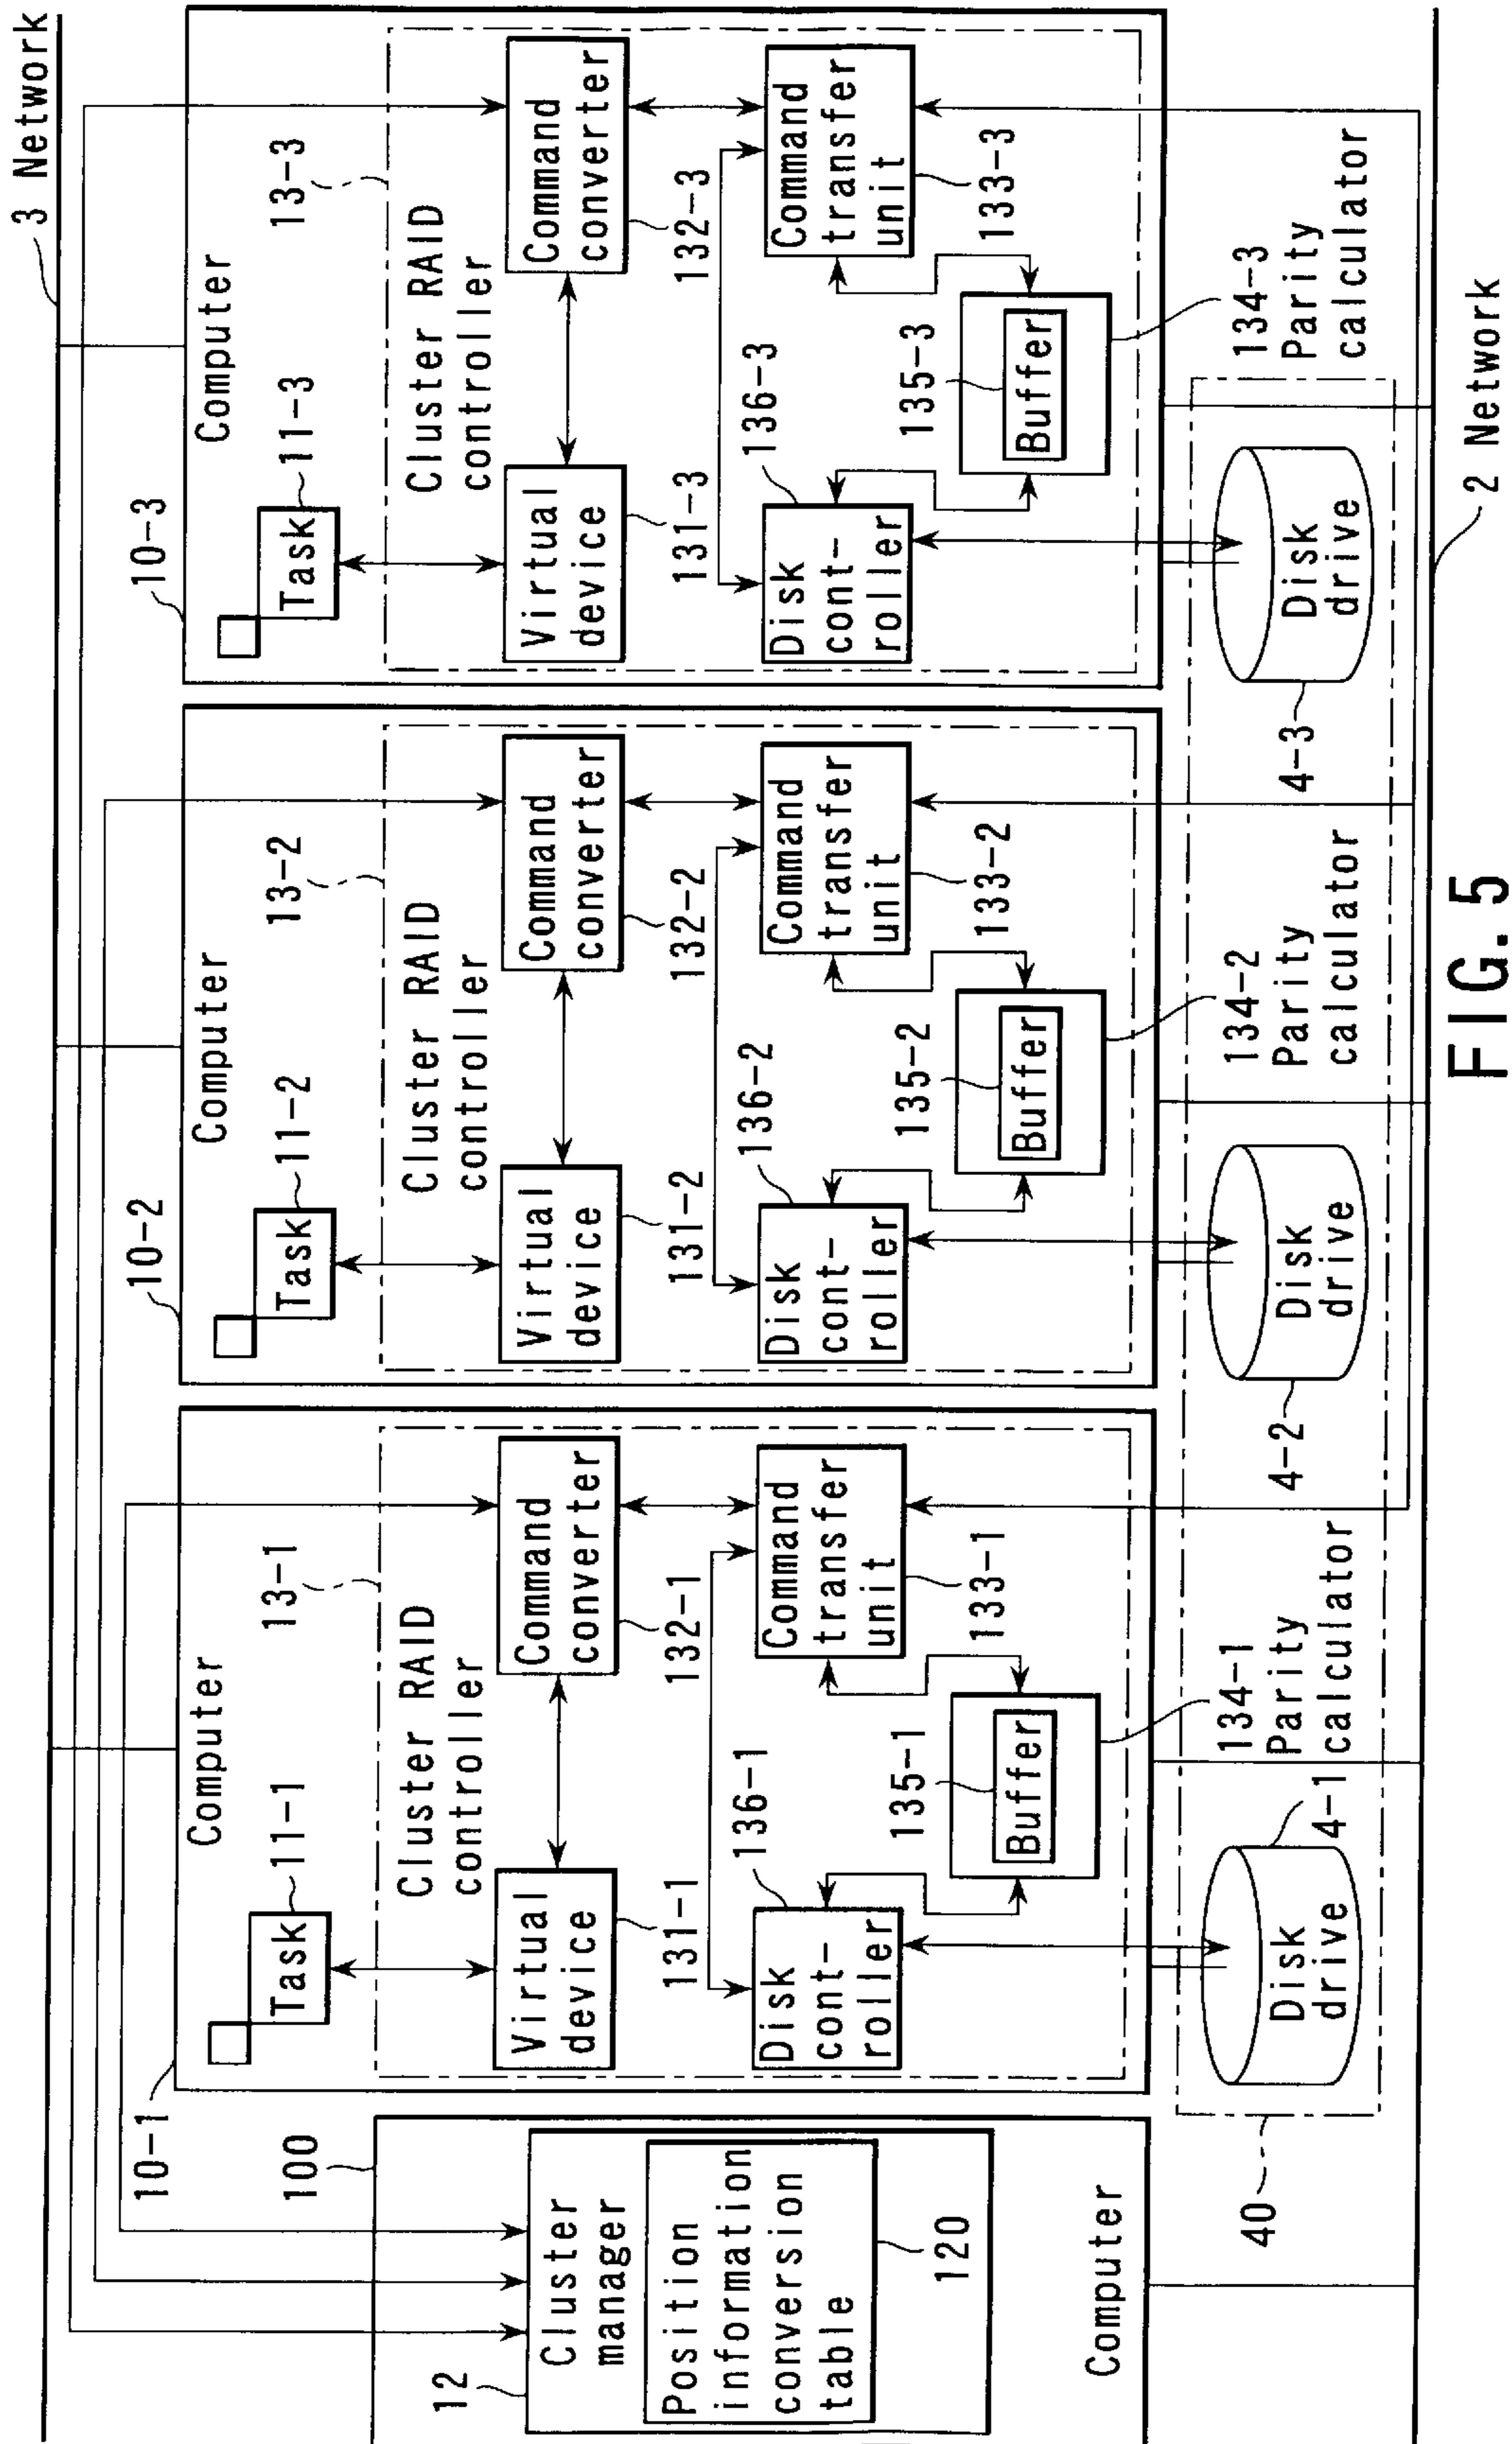 3 Network
10-1
Computer
11-1
Task
13-1
Cluster RAID
controller
Virtual
device
131-1
Command
converter
132-1
136-1
Disk
cont-
roller
Command
transfer
unit
133-1
135-1
Buffer
134-1
Parity
calculator
Disk
drive
4-1
10-2
Computer
11-2
Task
13-2
Cluster RAID
controller
Virtual
device
131-2
Command
converter
132-2
136-2
Disk
cont-
roller
Command
transfer
unit
133-2
135-2
Buffer
134-2
Parity
calculator
4-2
Disk
drive
10-3
Computer
11-3
Task
13-3
Cluster RAID
controller
Virtual
device
131-3
Command
converter
132-3
136-3
Disk
cont-
roller
Command
transfer
unit
133-3
135-3
Buffer
134-3
Parity
calculator
4-3
Disk
drive
100
12
Cluster
manager
Position
information
conversion
table
120
Computer
40
2 Network
FIG. 5